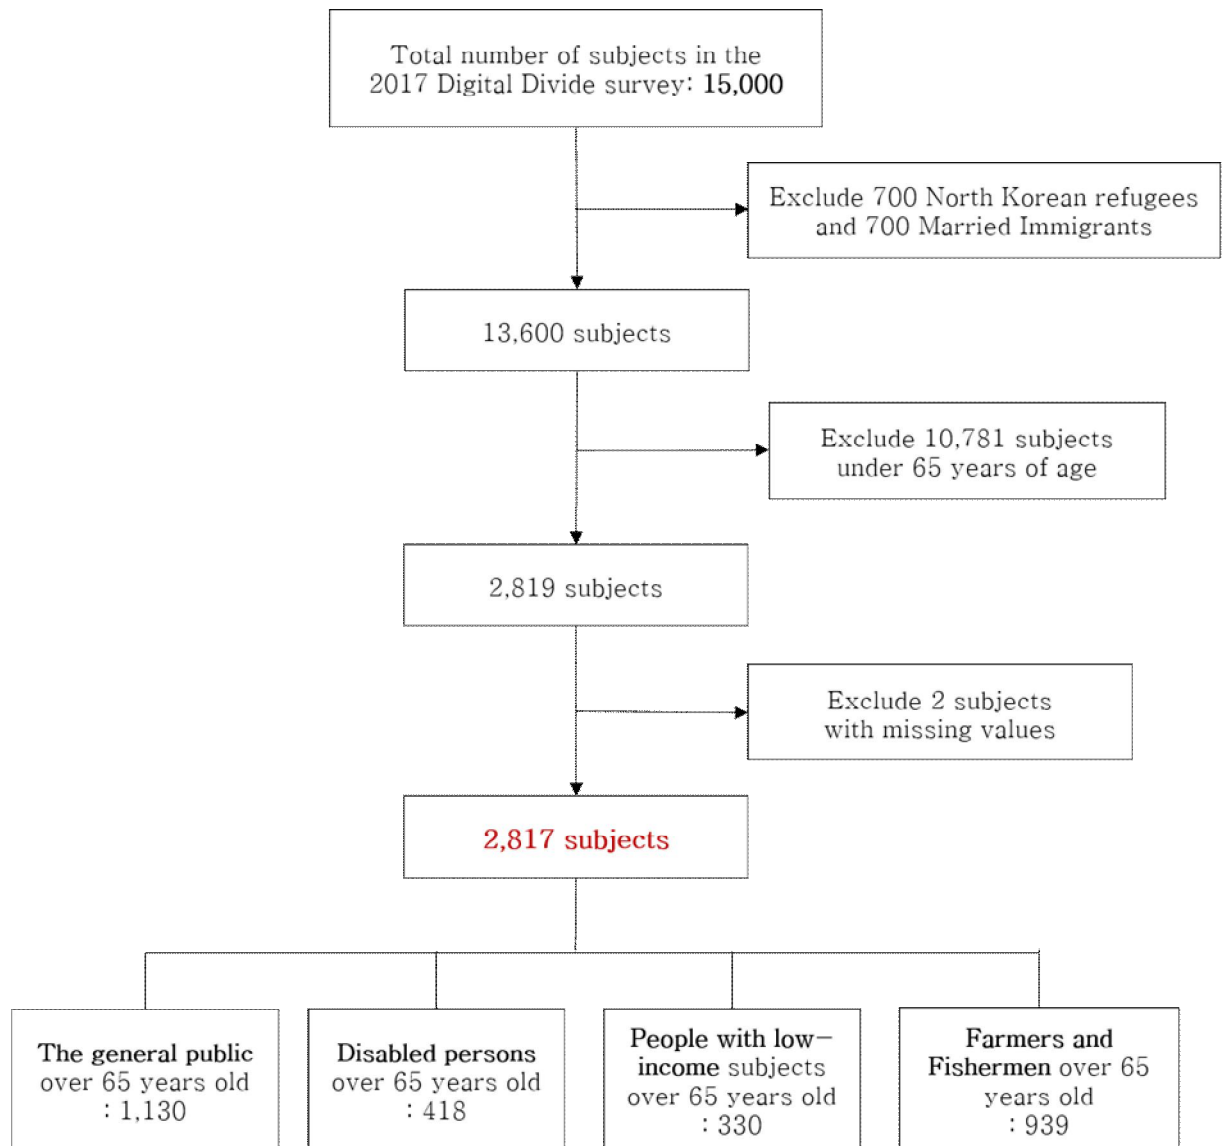 Total number of subjects in the
2017 Digital Divide survey: 15,000
Exclude 700 North Korean refugees
and 700 Married Immigrants
13,600 subjects
Exclude 10,781 subjects
under 65 years of age
2,819 subjects
Exclude 2 subjects
with missing values
2,817 subjects
The general public
over 65 years old
: 1,130
Disabled persons
over 65 years old
: 418
People with low-
income subjects
over 65 years old
: 330
Farmers and
Fishermen over 65
years old
: 939